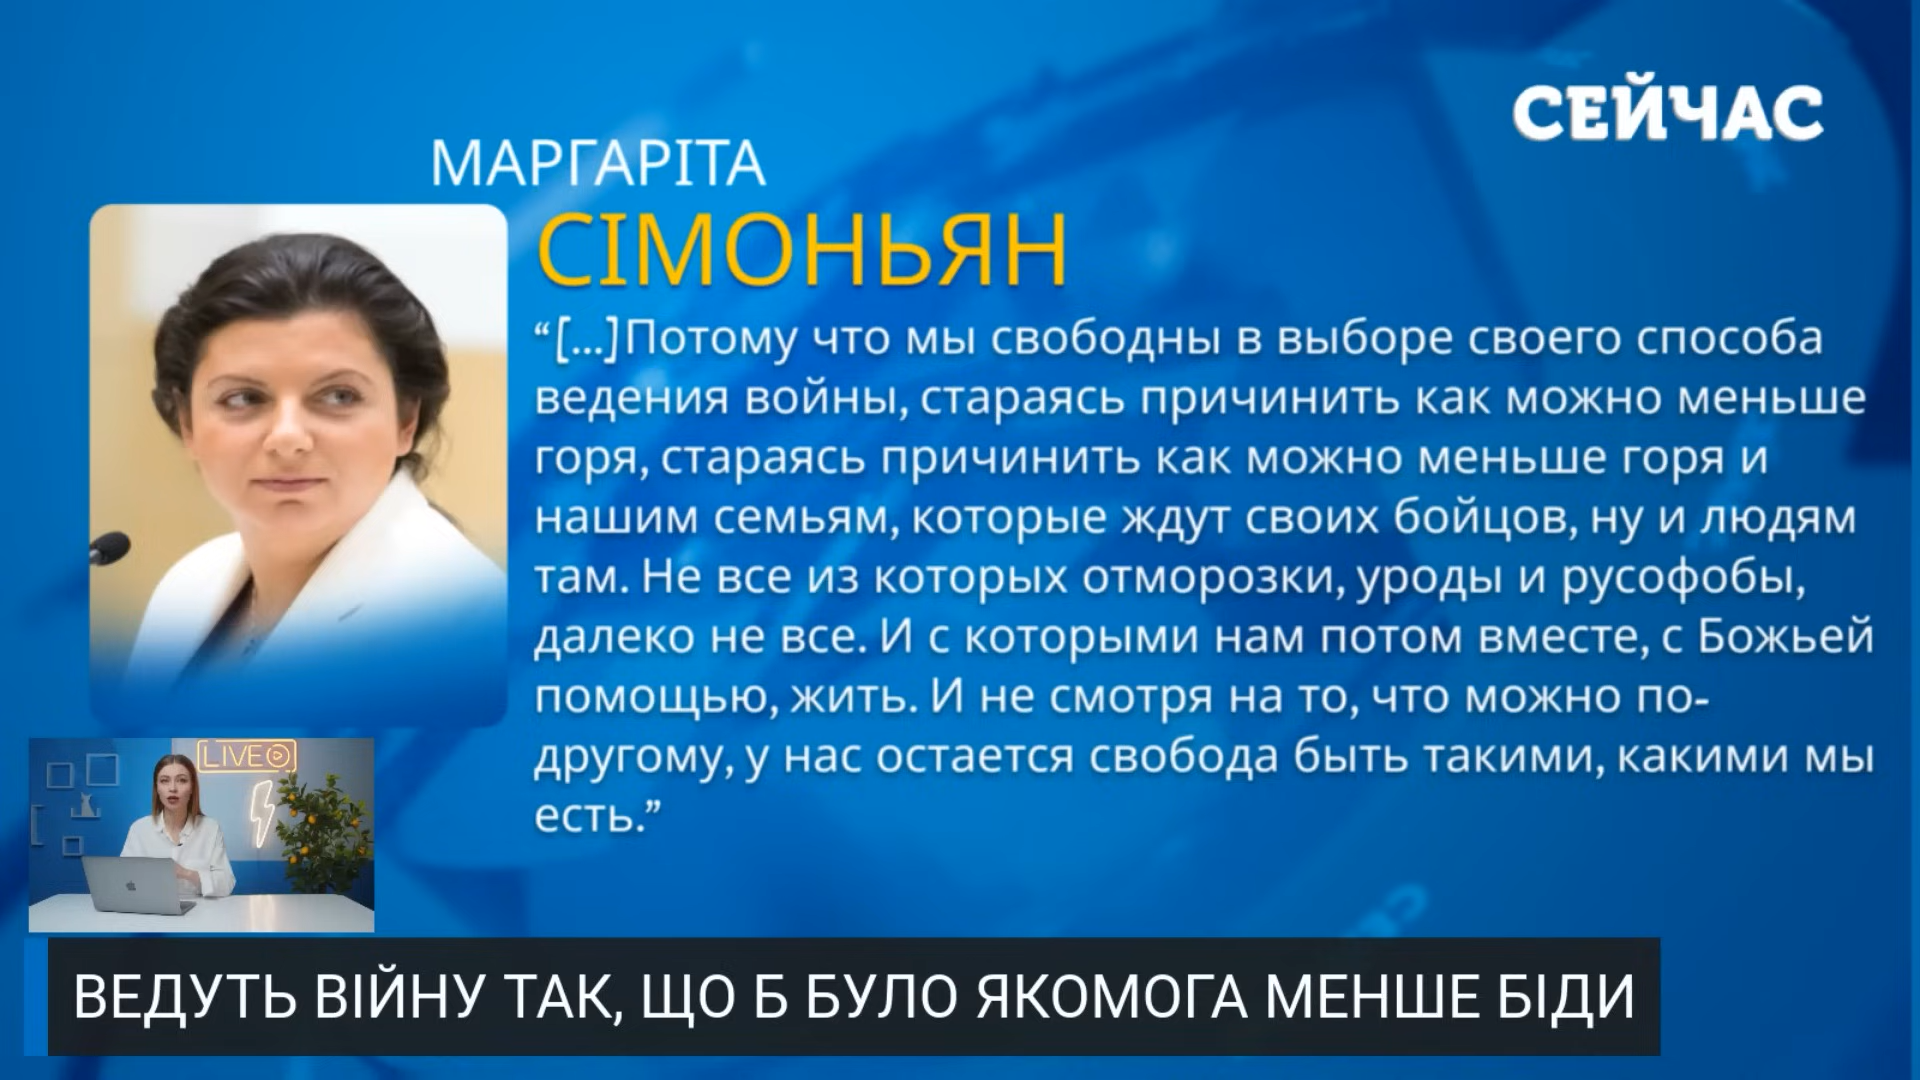 СЕЙЧАС
МАРГАРІТА
СІМОНЬЯН
“[...]Потому что мы свободны в выборе своего способа
ведения войны, стараясь причинить как можно меньше
горя, стараясь причинить как можно меньше горя и
нашим семьям, которые ждут своих бойцов, ну и людям
там. Не все из которых отморозки, уроды и русофобы,
далеко не все. И с которыми нам потом вместе, с Божьей
помощью, жить. И не смотря на то, что можно по-
другому, у нас остается свобода быть такими, какими мы
есть.”
LIVE
ВЕДУТЬ ВІЙНУ ТАК, ЩО Б БУЛО ЯКОМОГА МЕНШЕ БІДИ